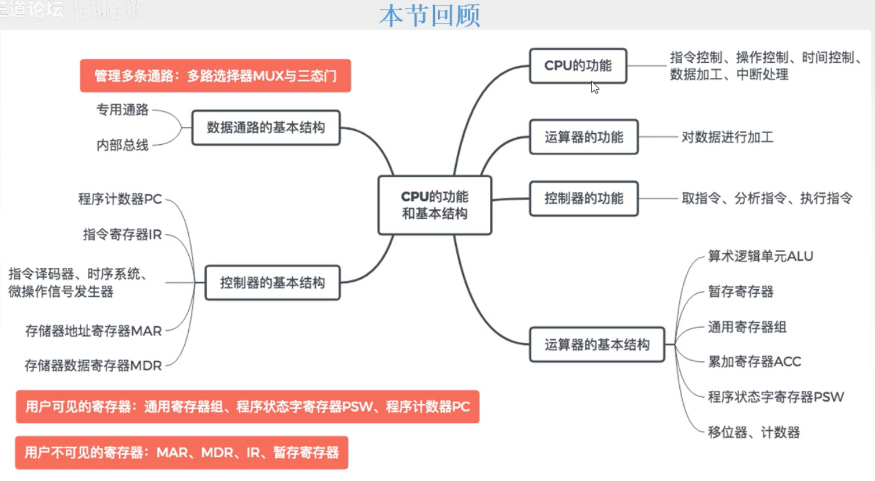 王道论坛
本节回顾
管理多条通路：多路选择器MUX与三态门
专用通路
内部总线
数据通路的基本结构
程序计数器PC
指令寄存器IR
指令译码器、时序系统、
微操作信号发生器
存储器地址寄存器MAR
存储器数据寄存器MDR
控制器的基本结构
CPU的功能
和基本结构
CPU的功能
指令控制、操作控制、时间控制、
数据加工、中断处理
运算器的功能
对数据进行加工
控制器的功能
取指令、分析指令、执行指令
运算器的基本结构
算术逻辑单元ALU
暂存寄存器
通用寄存器组
累加寄存器ACC
程序状态字寄存器PSW
移位器、计数器
用户可见的寄存器：通用寄存器组、程序状态字寄存器PSW、程序计数器PC
用户不可见的寄存器：MAR、MDR、IR、暂存寄存器